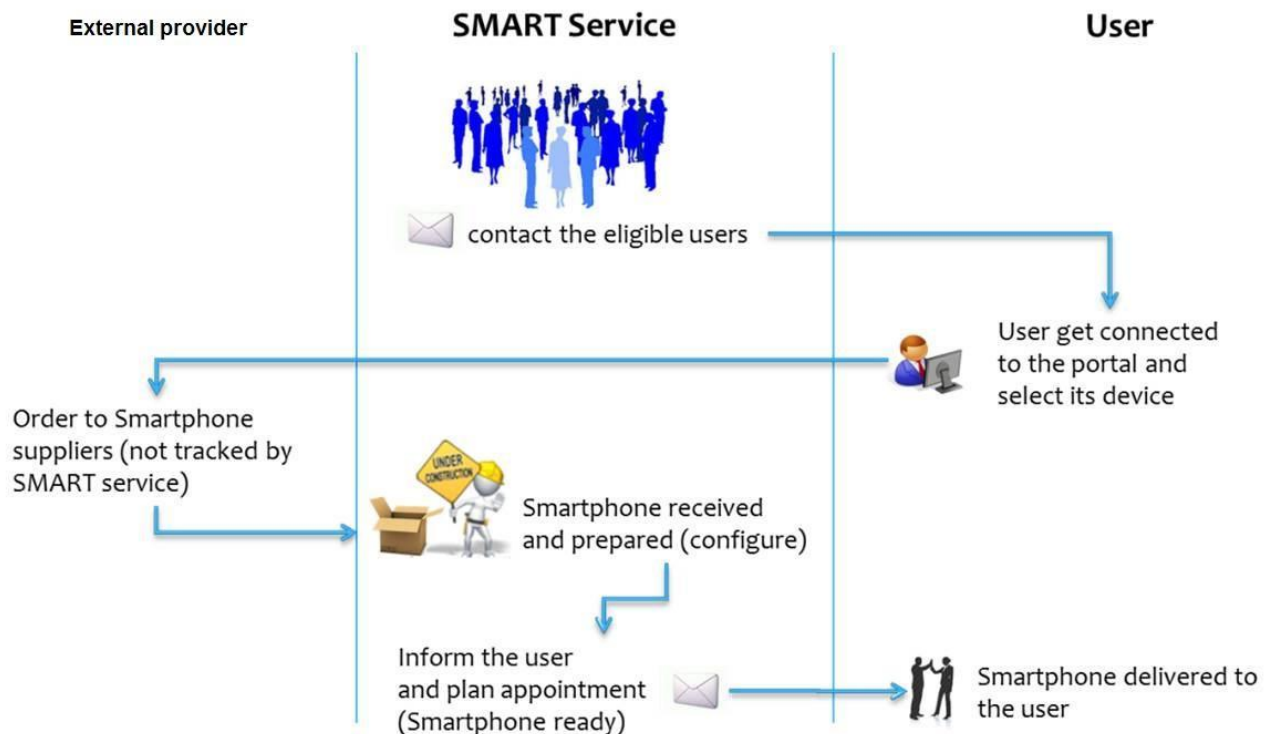 External provider
SMART Service
User
contact the eligible users
User get connected
to the portal and
select its device
Order to Smartphone
suppliers (not tracked by
SMART service)
UNDER
CONSTRUCTION
Smartphone received
and prepared (configure)
Inform the user
and plan appointment
(Smartphone ready)
Smartphone delivered to
the user